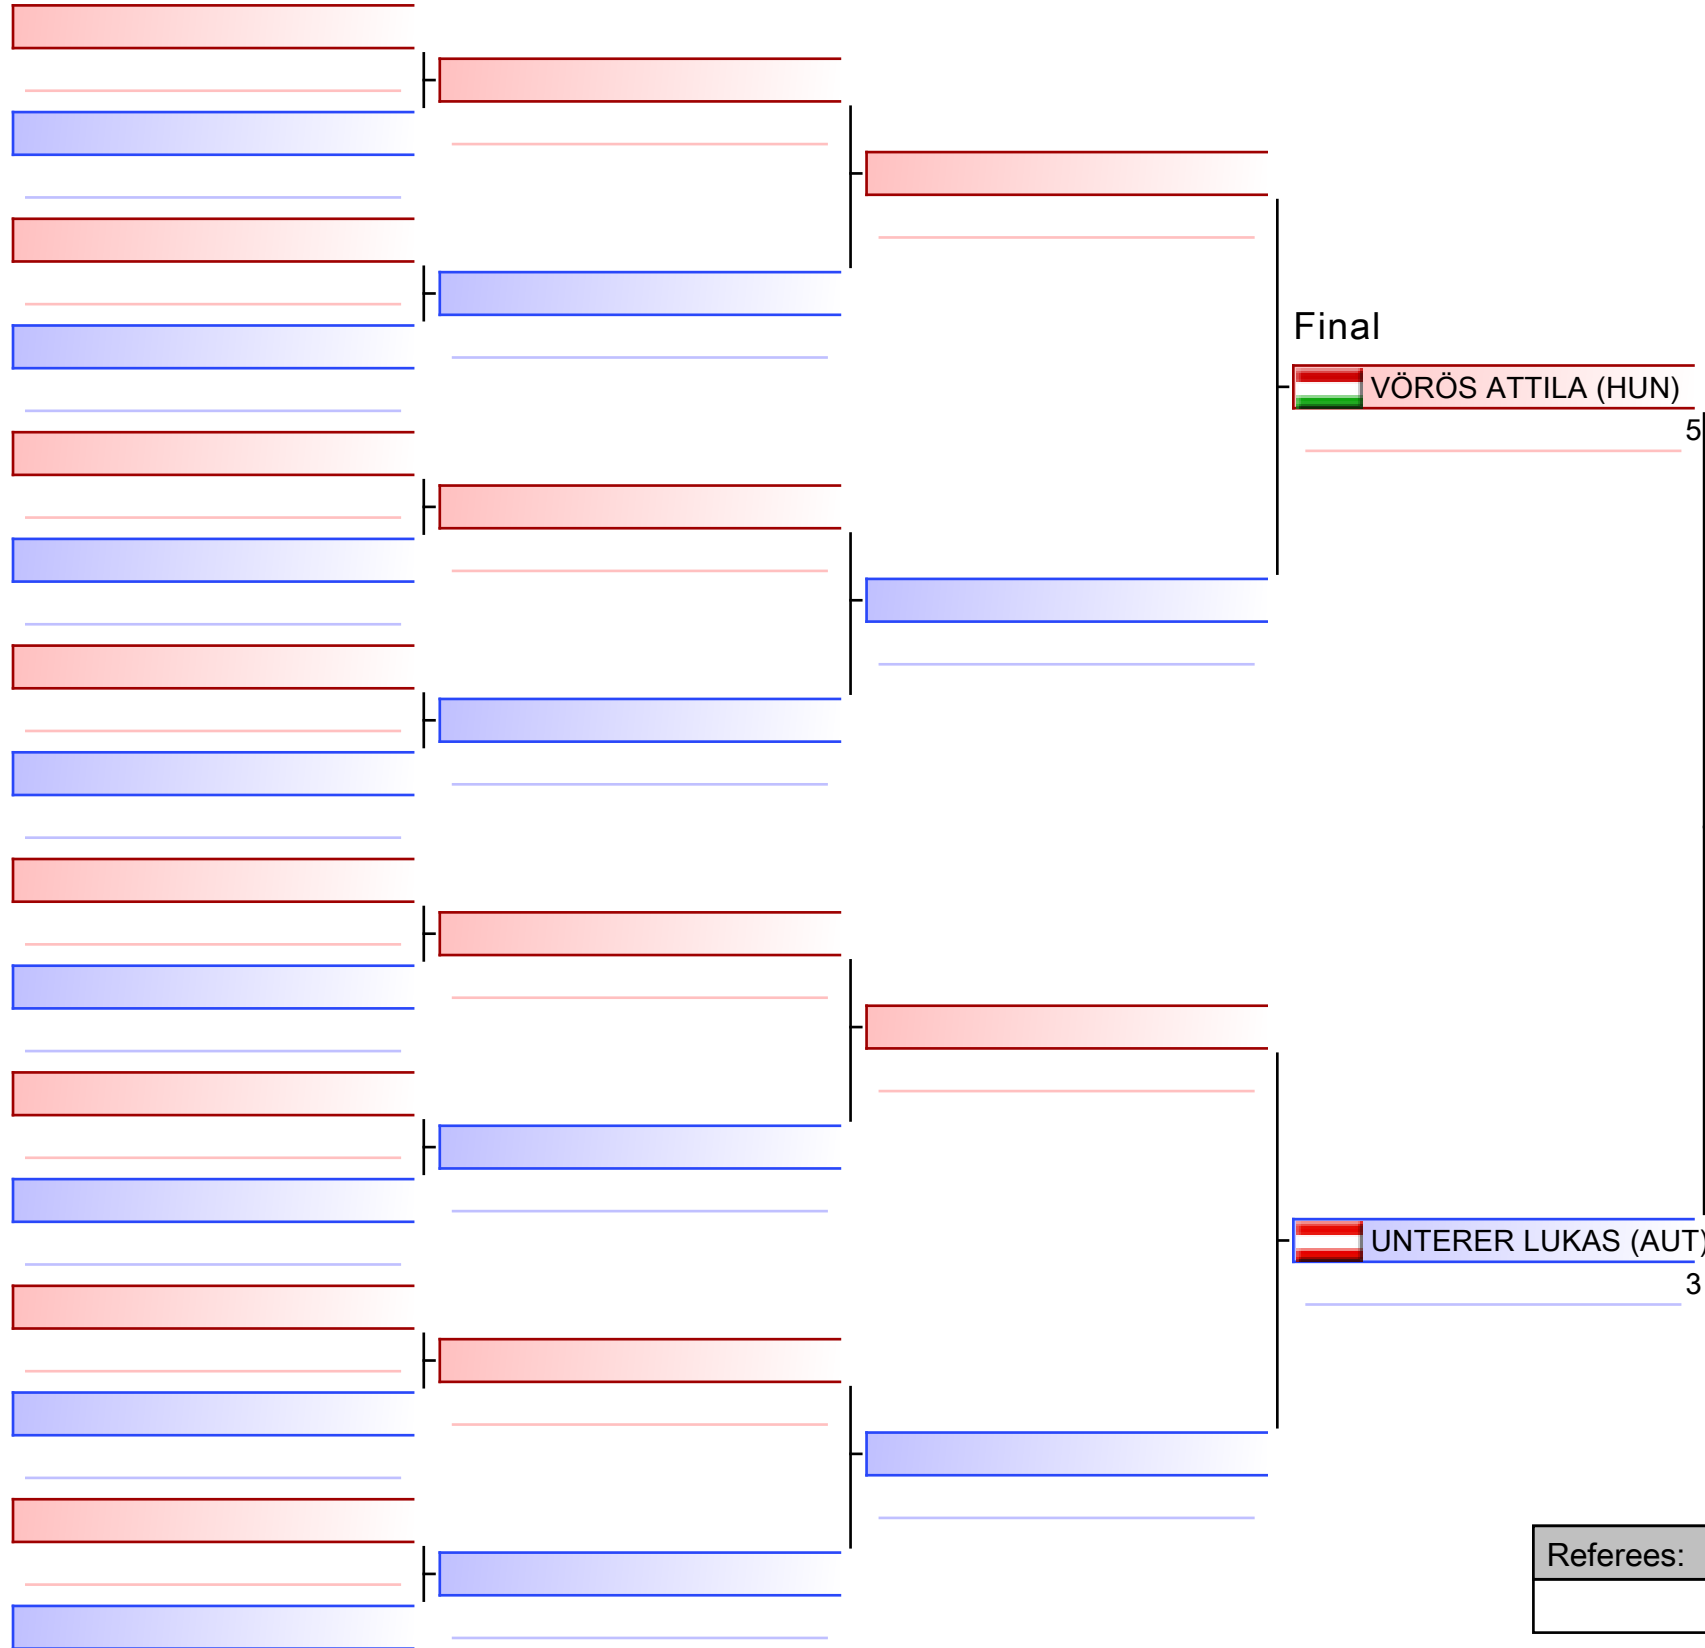 Final
VÖRÖS ATTILA (HUN)
5
UNTERER LUKAS (AUT)
3
Referees: